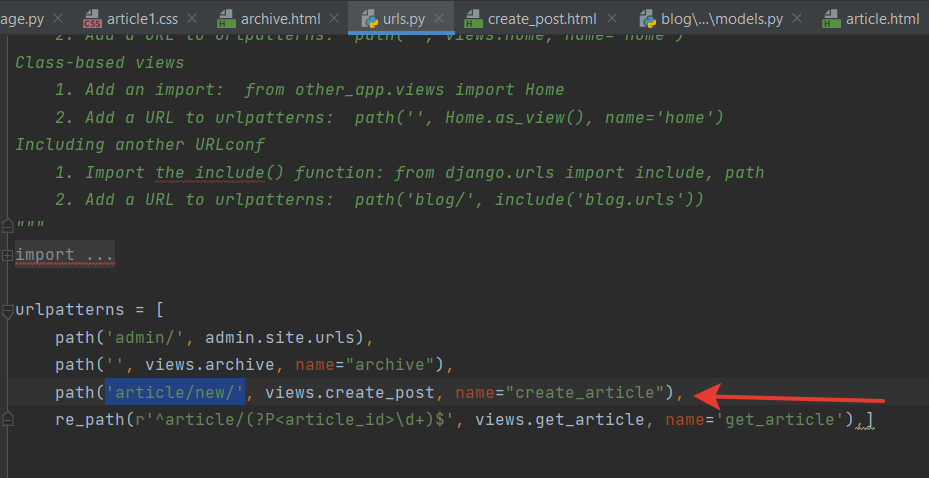 age.py article1.css archive.html urls.py create_post.html blog\...\models.py article.html
2. Add a URL to urlpatterns:  path('', views.home, name='home')
Class-based views
1. Add an import:  from other_app.views import Home
2. Add a URL to urlpatterns:  path('', Home.as_view(), name='home')
Including another URLconf
1. Import the include() function: from django.urls import include, path
2. Add a URL to urlpatterns:  path('blog/', include('blog.urls'))
"""
import ...
urlpatterns = [
path('admin/', admin.site.urls),
path('', views.archive, name="archive"),
path('article/new/', views.create_post, name="create_article"),
re_path(r'^article/(?P<article_id>\d+)$', views.get_article, name='get_article'),]